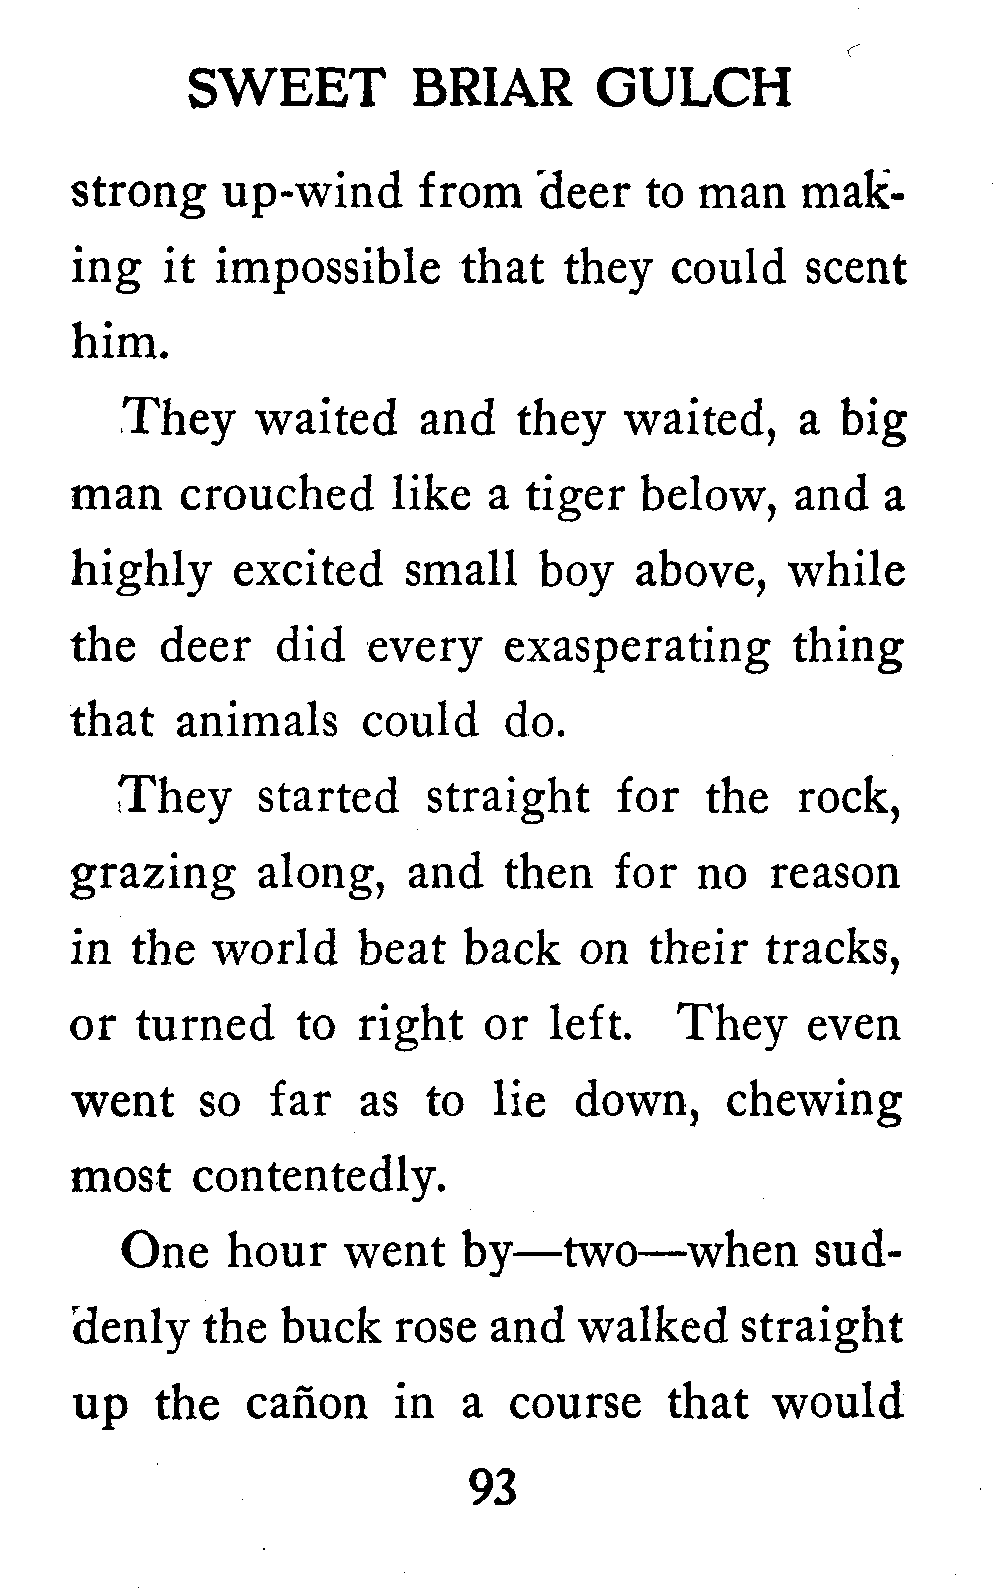 SWEET BRIAR GULCH
strong up-wind from deer to man mak-
ing it impossible that they could scent
him.
They waited and they waited, a big
man crouched like a tiger below, and a
highly excited small boy above, while
the deer did every exasperating thing
that animals could do.
They started straight for the rock,
grazing along, and then for no reason
in the world beat back on their tracks,
or turned to right or left. They even
went so far as to lie down, chewing
most contentedly.
One hour went by—two—when sud-
denly the buck rose and walked straight
up the cañon in a course that would
93